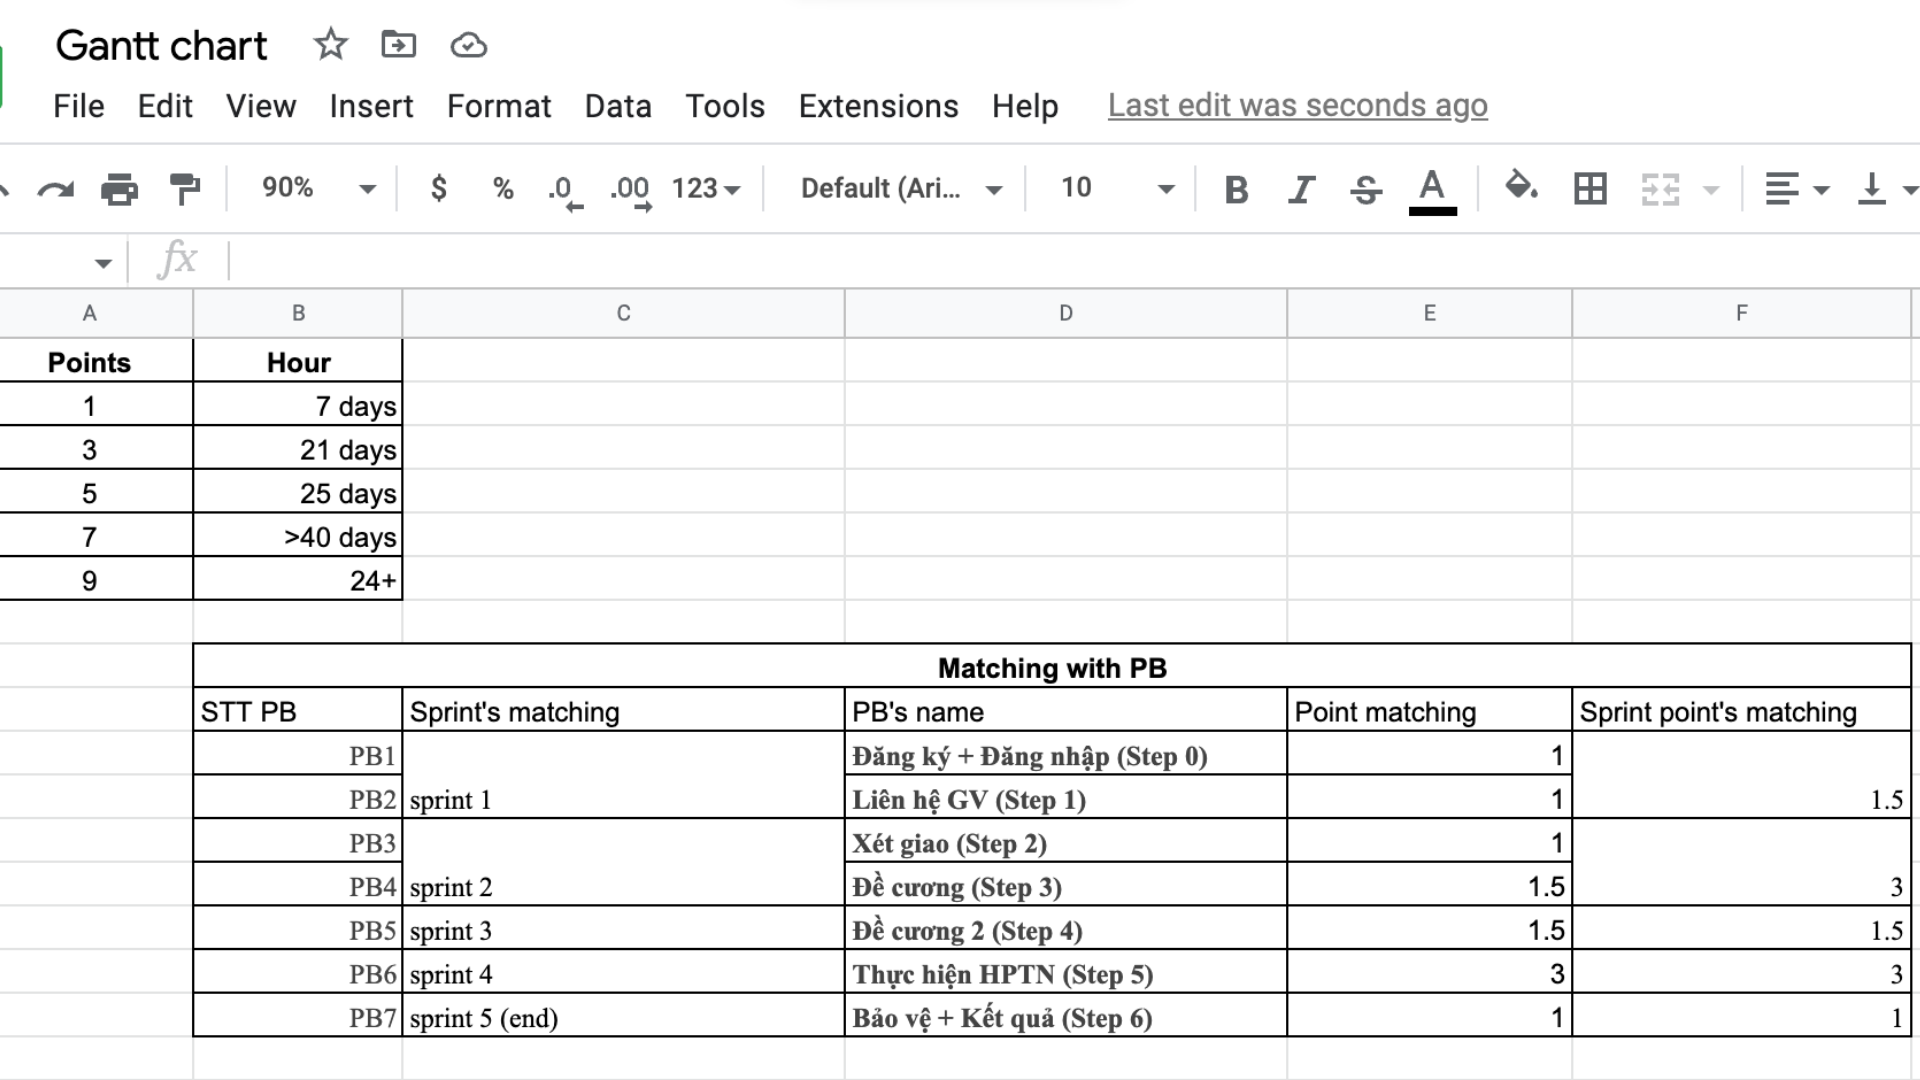 Gantt chart
File Edit View Insert Format Data Tools Extensions Help Last edit was seconds ago
90% $ % .0 .00 123 Default (Ari... 10 B I S A
fx
A B C D E F
Points Hour
1 7 days
3 21 days
5 25 days
7 >40 days
9 24+
Matching with PB
STT PB Sprint's matching PB's name Point matching Sprint point's matching
PB1 Đăng ký + Đăng nhập (Step 0) 1
PB2 sprint 1 Liên hệ GV (Step 1) 1 1.5
PB3 Xét giao (Step 2) 1
PB4 sprint 2 Đề cương (Step 3) 1.5 3
PB5 sprint 3 Đề cương 2 (Step 4) 1.5 1.5
PB6 sprint 4 Thực hiện HPTN (Step 5) 3 3
PB7 sprint 5 (end) Bảo vệ + Kết quả (Step 6) 1 1